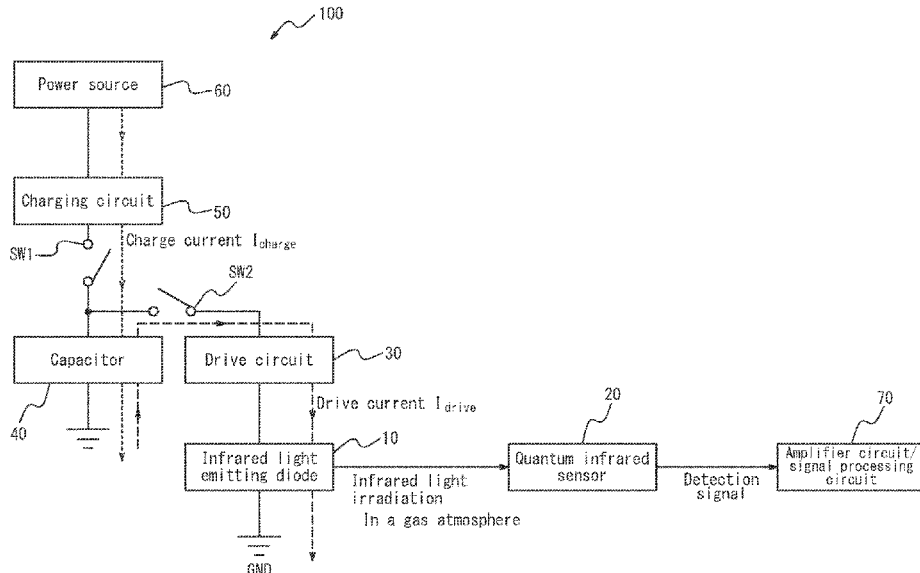 100
Power source
60
Charging circuit
50
SW1
Charge current Icharge
SW2
Capacitor
40
Drive circuit
30
Drive current Idrive
10
Infrared light
emitting diode
Infrared light
irradiation
In a gas atmosphere
20
Quantum infrared
sensor
Detection
signal
70
Amplifier circuit/
signal processing
circuit
GND